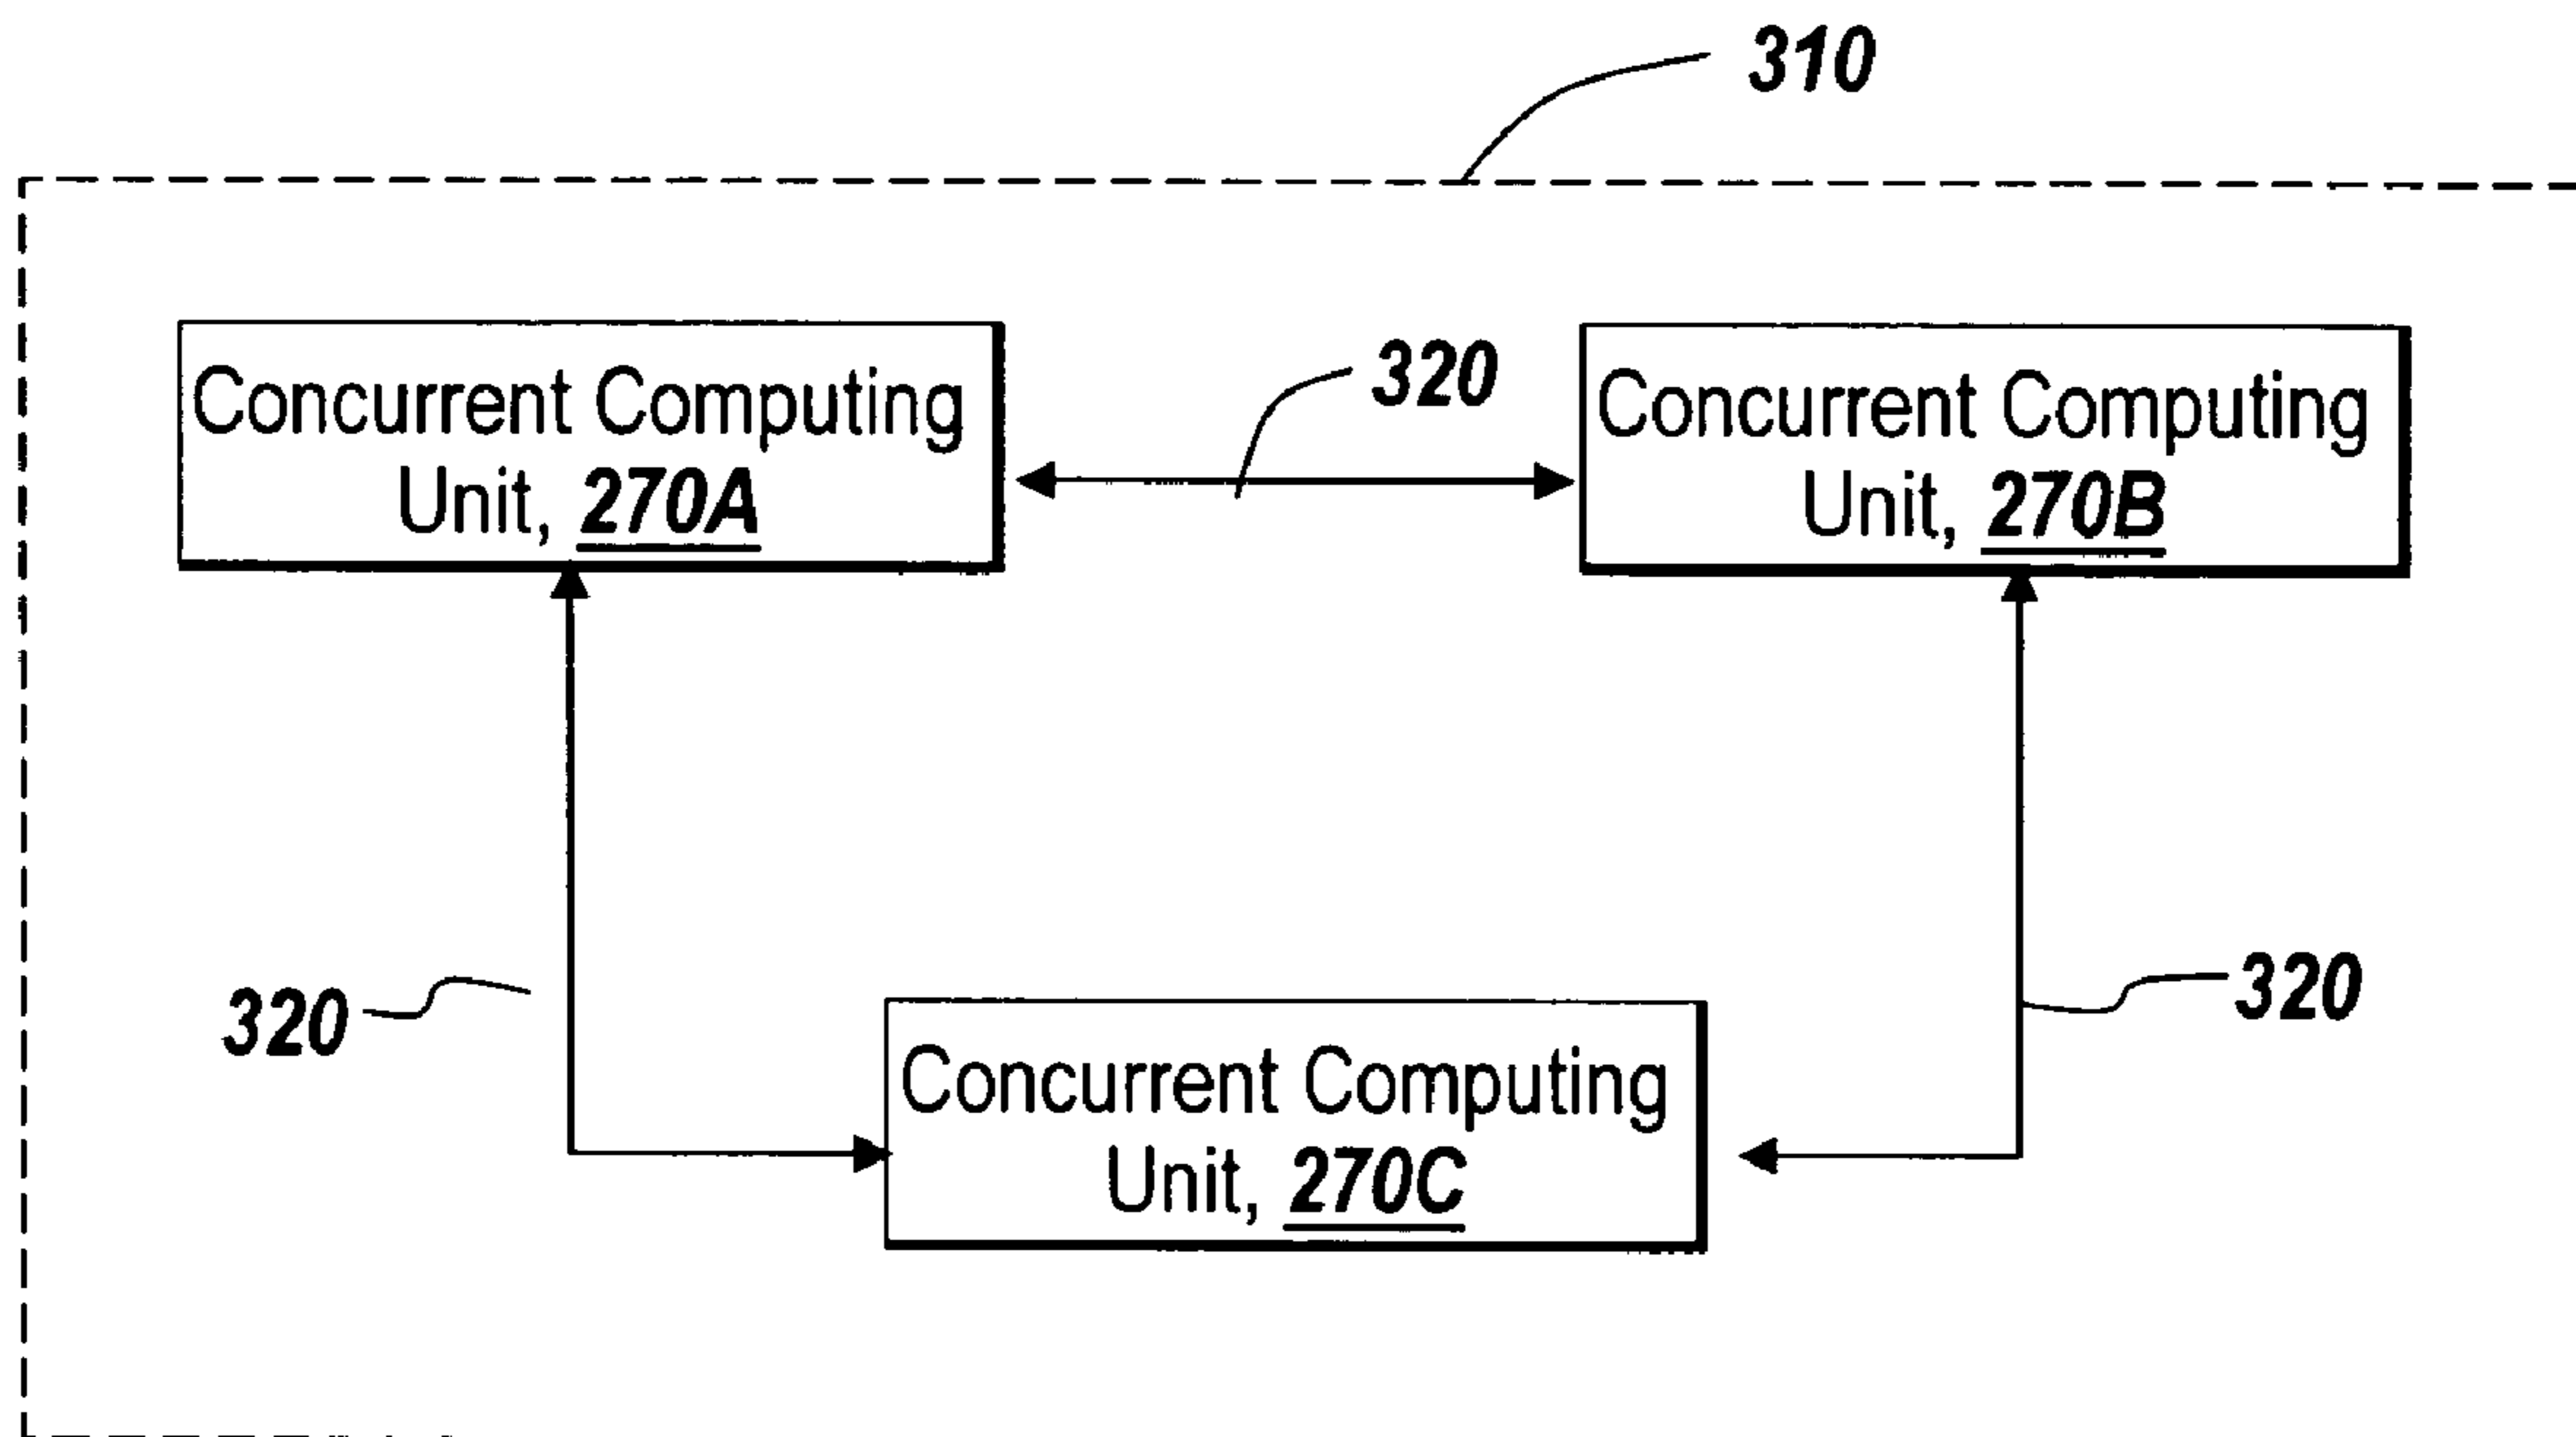 310
Concurrent Computing
Unit, 270A
320
Concurrent Computing
Unit, 270B
320
Concurrent Computing
Unit, 270C
320